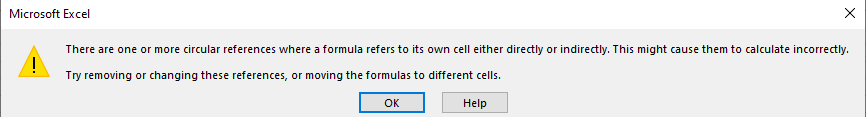 Microsoft Excel
There are one or more circular references where a formula refers to its own cell either directly or indirectly. This might cause them to calculate incorrectly.
Try removing or changing these references, or moving the formulas to different cells.
OK Help